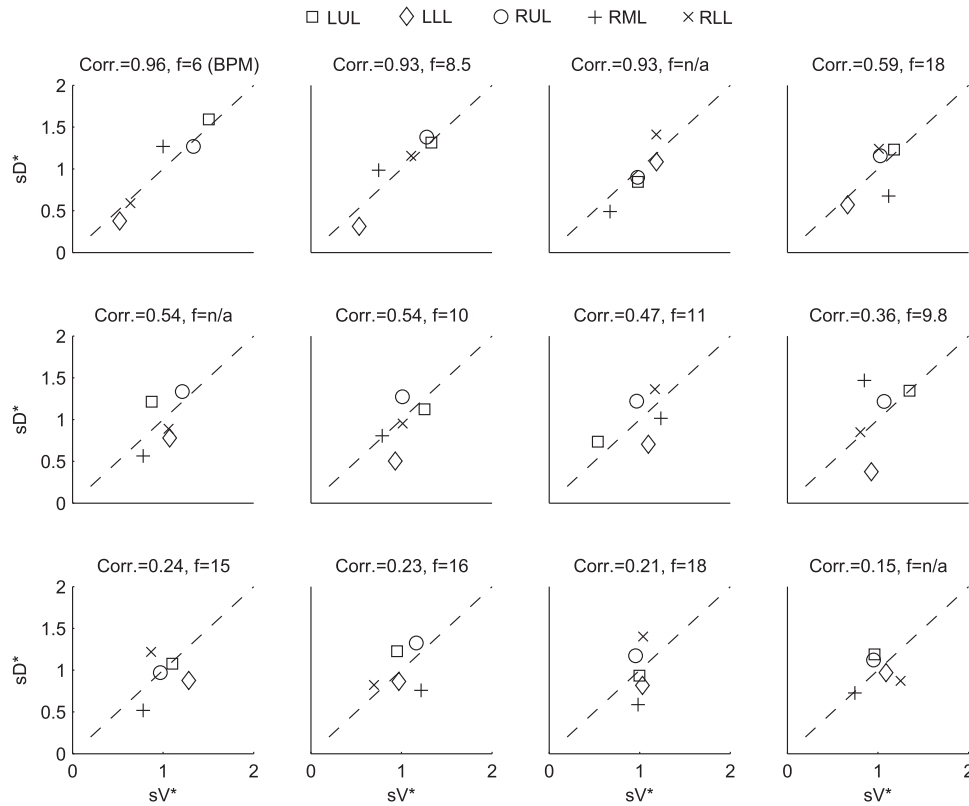 LUL LLL RUL RML RLL
Corr.=0.96, f=6 (BPM) Corr.=0.93, f=8.5 Corr.=0.93, f=n/a Corr.=0.59, f=18
2
1.5
sD*
1
0.5
0
Corr.=0.54, f=n/a Corr.=0.54, f=10 Corr.=0.47, f=11 Corr.=0.36, f=9.8
2
1.5
sD*
1
0.5
0
Corr.=0.24, f=15 Corr.=0.23, f=16 Corr.=0.21, f=18 Corr.=0.15, f=n/a
2
1.5
sD*
1
0.5
0
0 1 2 0 1 2 0 1 2 0 1 2
sV* sV* sV* sV*